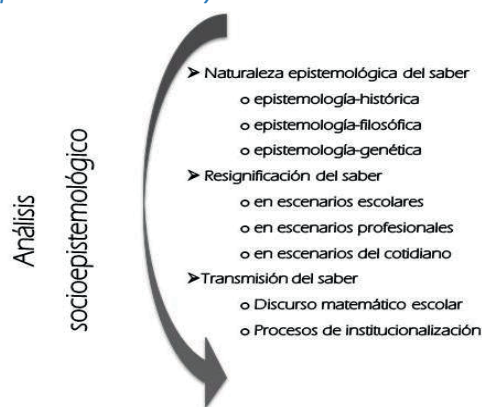 Análisis
socioepistemológico
➤ Naturaleza epistemológica del saber
o epistemología-histórica
o epistemología-filosófica
o epistemología-genética
➤ Resignificación del saber
o en escenarios escolares
o en escenarios profesionales
o en escenarios del cotidiano
➤Transmisión del saber
o Discurso matemático escolar
o Procesos de institucionalización